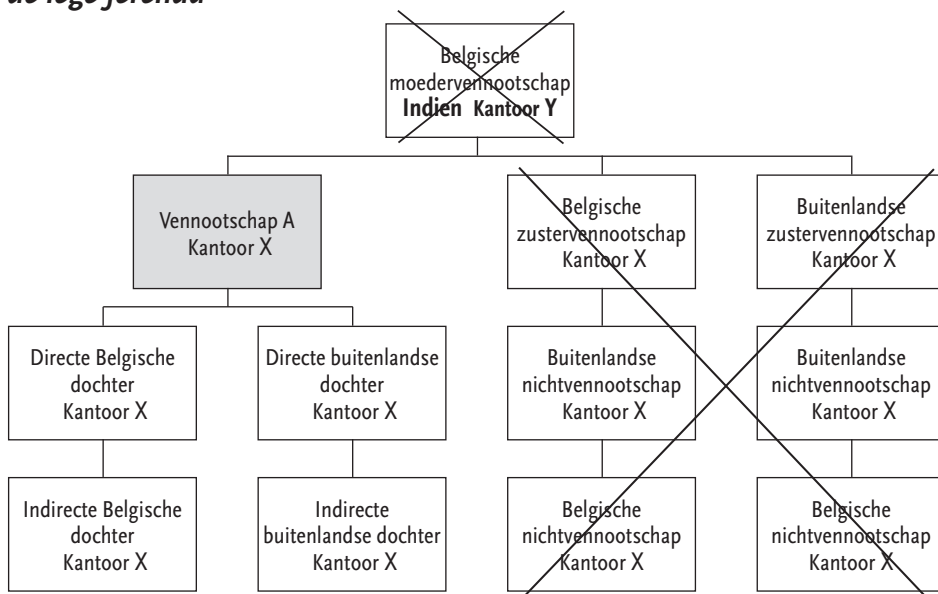 de lege ferenda
Belgische
moedervennootschap
Indien Kantoor Y
Vennootschap A
Kantoor X
Belgische
zustervennootschap
Kantoor X
Buitenlandse
zustervennootschap
Kantoor X
Directe Belgische
dochter
Kantoor X
Directe buitenlandse
dochter
Kantoor X
Buitenlandse
nichtvennootschap
Kantoor X
Buitenlandse
nichtvennootschap
Kantoor X
Indirecte Belgische
dochter
Kantoor X
Indirecte
buitenlandse dochter
Kantoor X
Belgische
nichtvennootschap
Kantoor X
Belgische
nichtvennootschap
Kantoor X